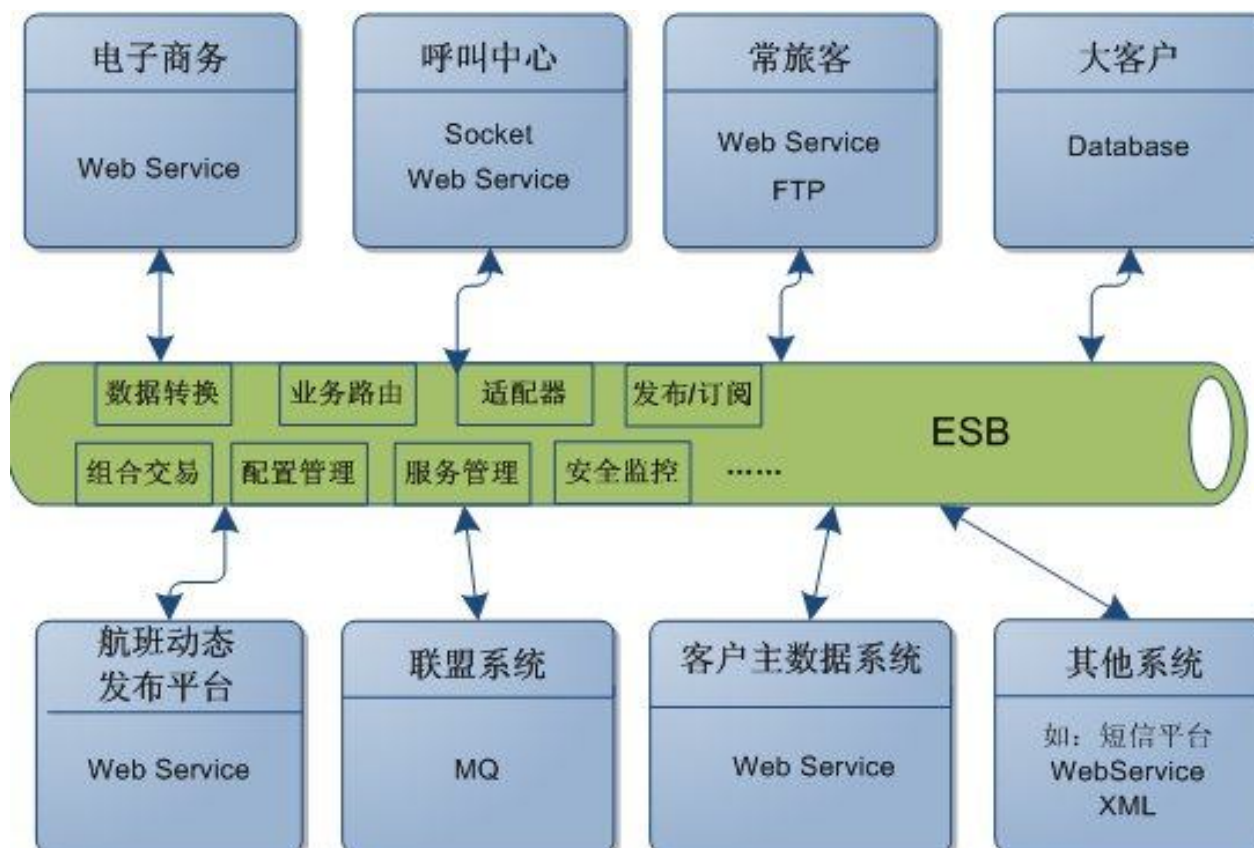 电子商务
Web Service
呼叫中心
Socket
Web Service
常旅客
Web Service
FTP
大客户
Database
数据转换
业务路由
适配器
发布/订阅
ESB
组合交易
配置管理
服务管理
安全监控
······
航班动态
发布平台
Web Service
联盟系统
MQ
客户主数据系统
Web Service
其他系统
如：短信平台
WebService
XML